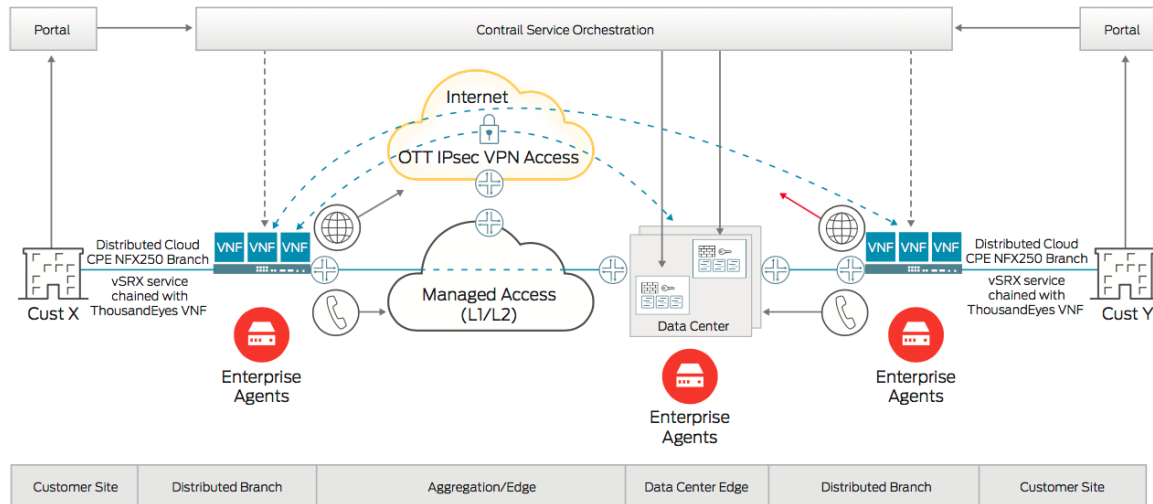 Portal
Contrail Service Orchestration
Portal
Internet
OTT IPsec VPN Access
VNF VNF VNF
VNF VNF VNF
Distributed Cloud
CPE NFX250 Branch
vSRX service
chained with
ThousandEyes VNF
Cust X
Managed Access
(L1/L2)
Data Center
Distributed Cloud
CPE NFX250 Branch
vSRX service
chained with
ThousandEyes VNF
Cust Y
Enterprise
Agents
Enterprise
Agents
Enterprise
Agents
Customer Site
Distributed Branch
Aggregation/Edge
Data Center Edge
Distributed Branch
Customer Site